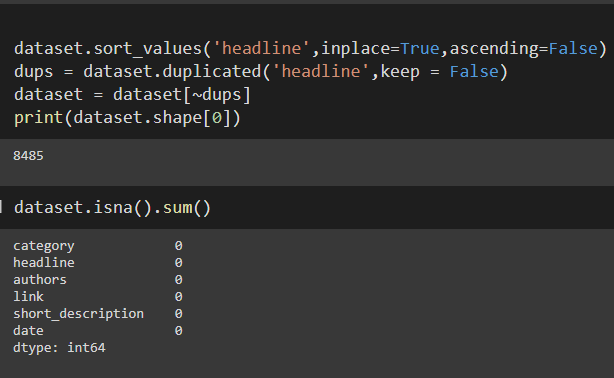 dataset.sort_values('headline',inplace=True,ascending=False)
dups = dataset.duplicated('headline',keep = False)
dataset = dataset[~dups]
print(dataset.shape[0])
8485
dataset.isna().sum()
category 0
headline 0
authors 0
link 0
short_description 0
date 0
dtype: int64